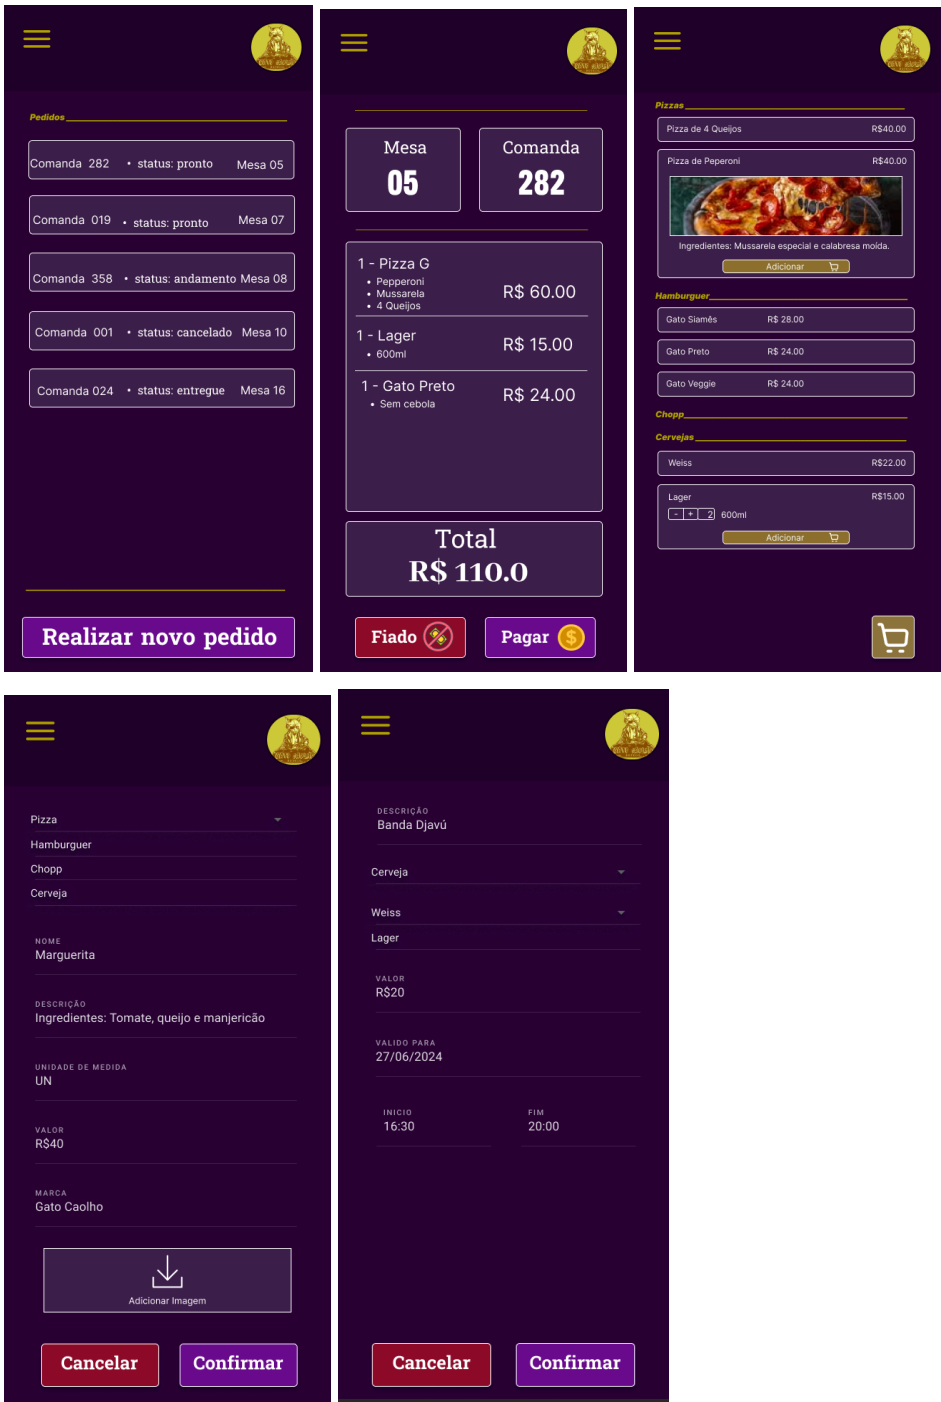 Pedidos
Comanda 282 • status: pronto Mesa 05
Comanda 019 • status: pronto Mesa 07
Comanda 358 • status: andamento Mesa 08
Comanda 001 • status: cancelado Mesa 10
Comanda 024 • status: entregue Mesa 16
Realizar novo pedido
Mesa Comanda
05 282
1 - Pizza G
• Pepperoni
• Mussarela R$ 60.00
• 4 Queijos
1 - Lager R$ 15.00
• 600ml
1 - Gato Preto R$ 24.00
• Sem cebola
Total
R$ 110.0
Fiado Pagar $
Pizzas
Pizza de 4 Queijos R$40.00
Pizza de Peperoni R$40.00
Ingredientes: Mussarela especial e calabresa moída.
Adicionar
Hamburguer
Gato Siamês R$ 28.00
Gato Preto R$ 24.00
Gato Veggie R$ 24.00
Chopp
Cervejas
Weiss R$22.00
Lager R$15.00
- + 2 600ml
Adicionar
Pizza
Hamburguer
Chopp
Cerveja
NOME
Marguerita
DESCRIÇÃO
Ingredientes: Tomate, queijo e manjericão
UNIDADE DE MEDIDA
UN
VALOR
R$40
MARCA
Gato Caolho
Adicionar Imagem
Cancelar Confirmar
DESCRIÇÃO
Banda Djavú
Cerveja
Weiss
Lager
VALOR
R$20
VALIDO PARA
27/06/2024
INICIO FIM
16:30 20:00
Cancelar Confirmar